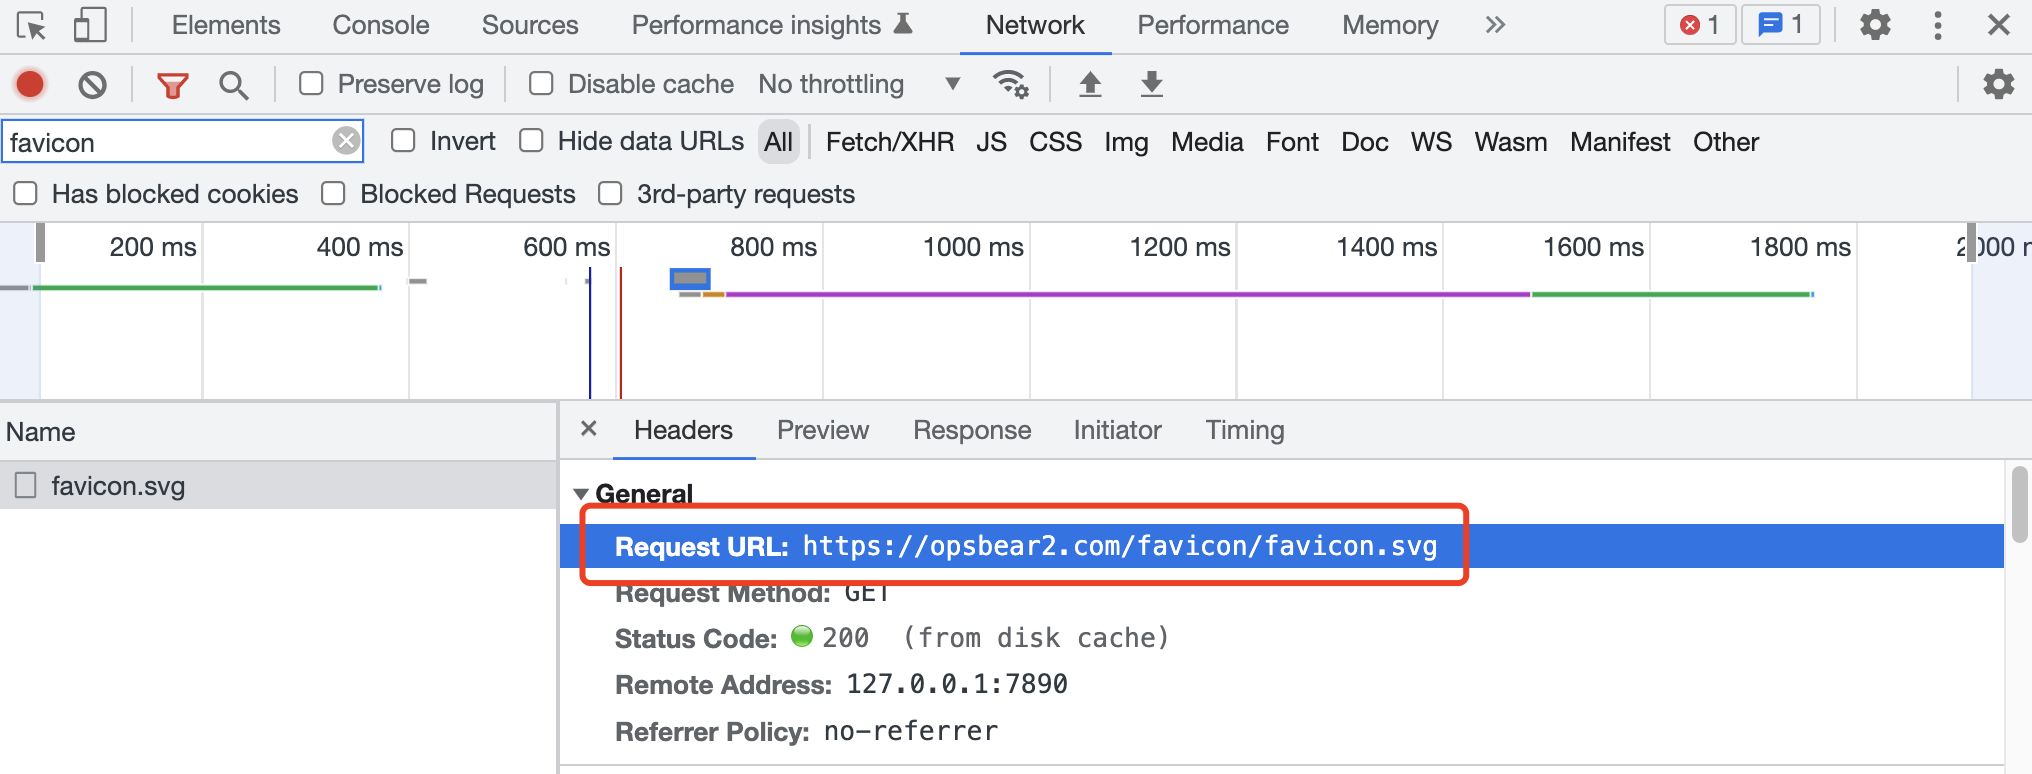 Elements Console Sources Performance insights Network Performance Memory » 1 1
Preserve log Disable cache No throttling
favicon Invert Hide data URLs All Fetch/XHR JS CSS Img Media Font Doc WS Wasm Manifest Other
Has blocked cookies Blocked Requests 3rd-party requests
200 ms 400 ms 600 ms 800 ms 1000 ms 1200 ms 1400 ms 1600 ms 1800 ms
Name × Headers Preview Response Initiator Timing
favicon.svg
General
Request URL: https://opsbear2.com/favicon/favicon.svg
Request Method: GET
Status Code: 200 (from disk cache)
Remote Address: 127.0.0.1:7890
Referrer Policy: no-referrer